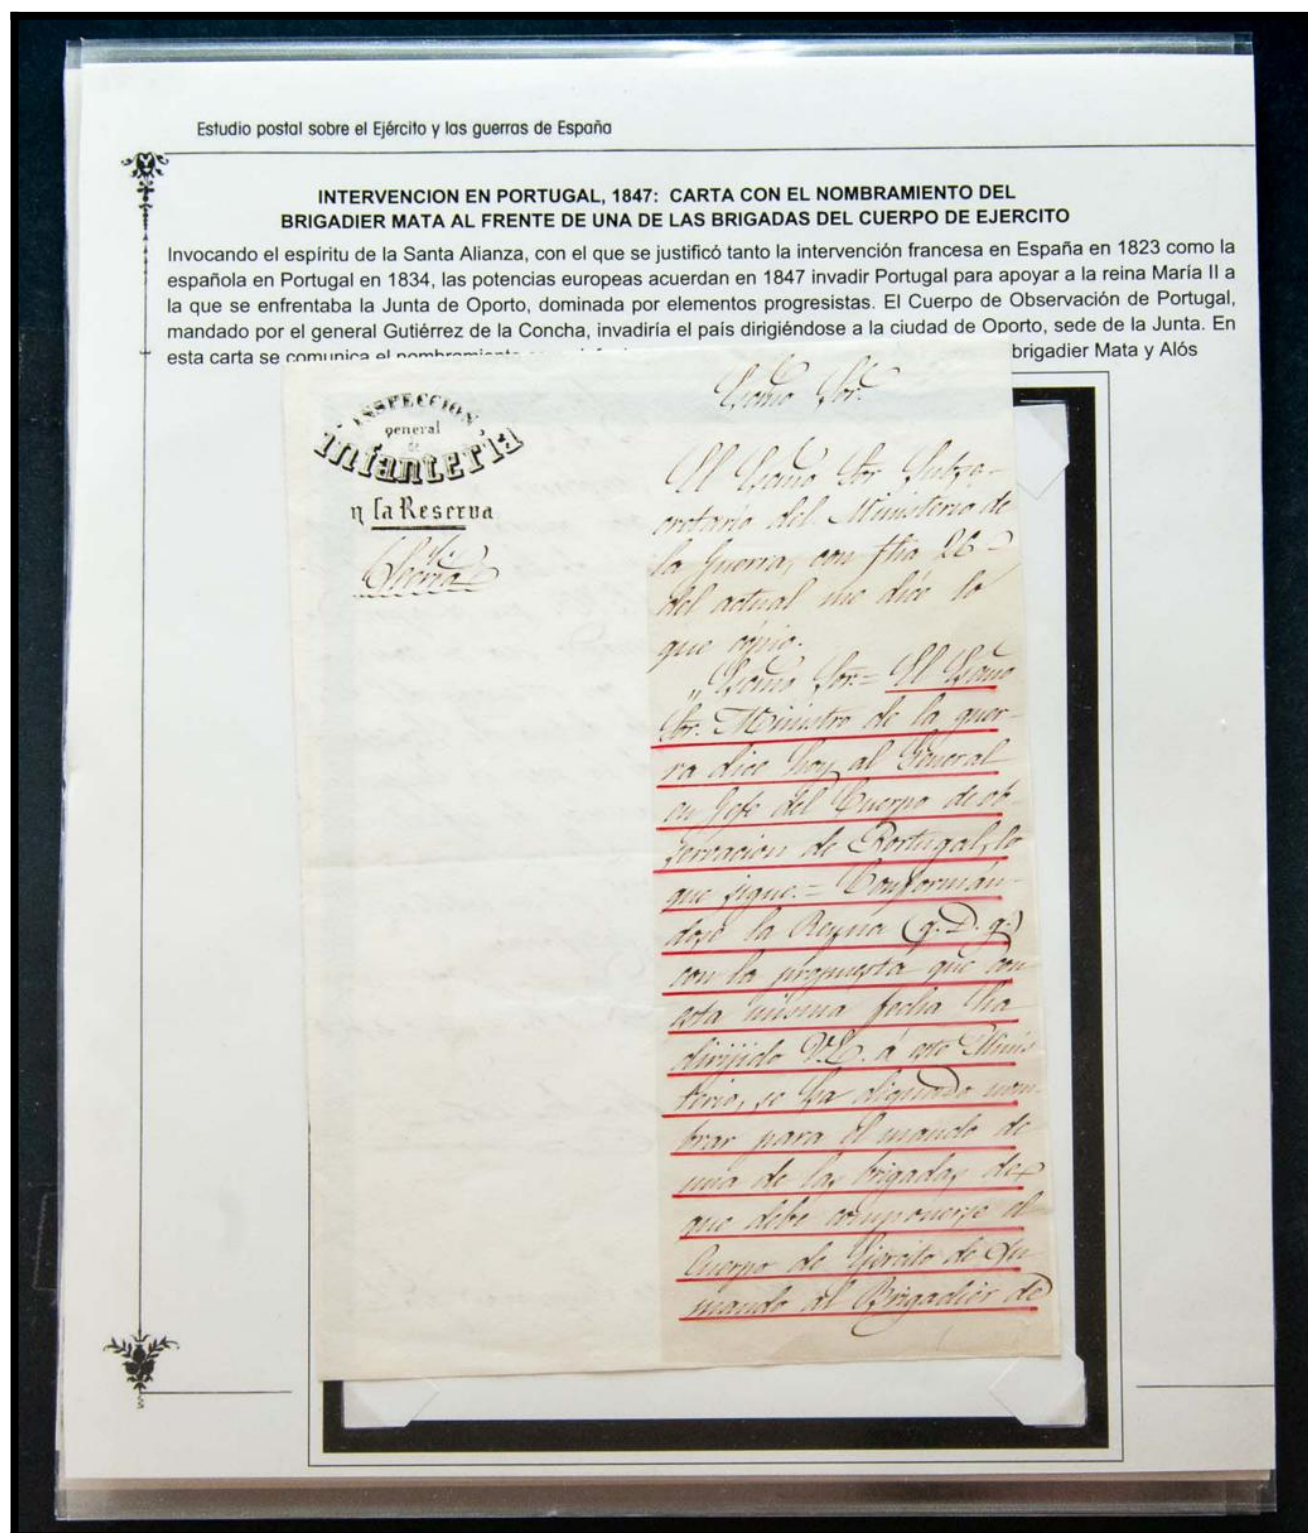 Estudio postal sobre el Ejército y las guerras de España
INTERVENCION EN PORTUGAL, 1847: CARTA CON EL NOMBRAMIENTO DEL
BRIGADIER MATA AL FRENTE DE UNA DE LAS BRIGADAS DEL CUERPO DE EJERCITO
Invocando el espíritu de la Santa Alianza, con el que se justificó tanto la intervención francesa en España en 1823 como la
española en Portugal en 1834, las potencias europeas acuerdan en 1847 invadir Portugal para apoyar a la reina María II a
la que se enfrentaba la Junta de Oporto, dominada por elementos progresistas. El Cuerpo de Observación de Portugal,
mandado por el general Gutiérrez de la Concha, invadiría el país dirigiéndose a la ciudad de Oporto, sede de la Junta. En
esta carta se comunica el nombramiento brigadier Mata y Alós
INSPECCION
general
de
infantería
y la Reserva
Secría
Escmo Sor.
El Escmo Sor Subse-
cretario del Ministerio de
la Guerra, con fha 26
del actual me dice lo
que cópio.
"Escmo Sor.= El Escmo
Sor. Ministro de la guer-
ra dice hoy al General
en Jefe del Cuerpo de ob-
servacion de Portugal, lo
que sigue.= Conformán-
dose la Reyna (q. D. g.)
con la propuesta que con
esta misma fecha ha
dirijido V.E. á este Minis
terio, se ha dignado nom-
brar para el mando de
una de las brigadas de
que debe componerse el
Cuerpo de Ejército de su
mando al Brigadier de